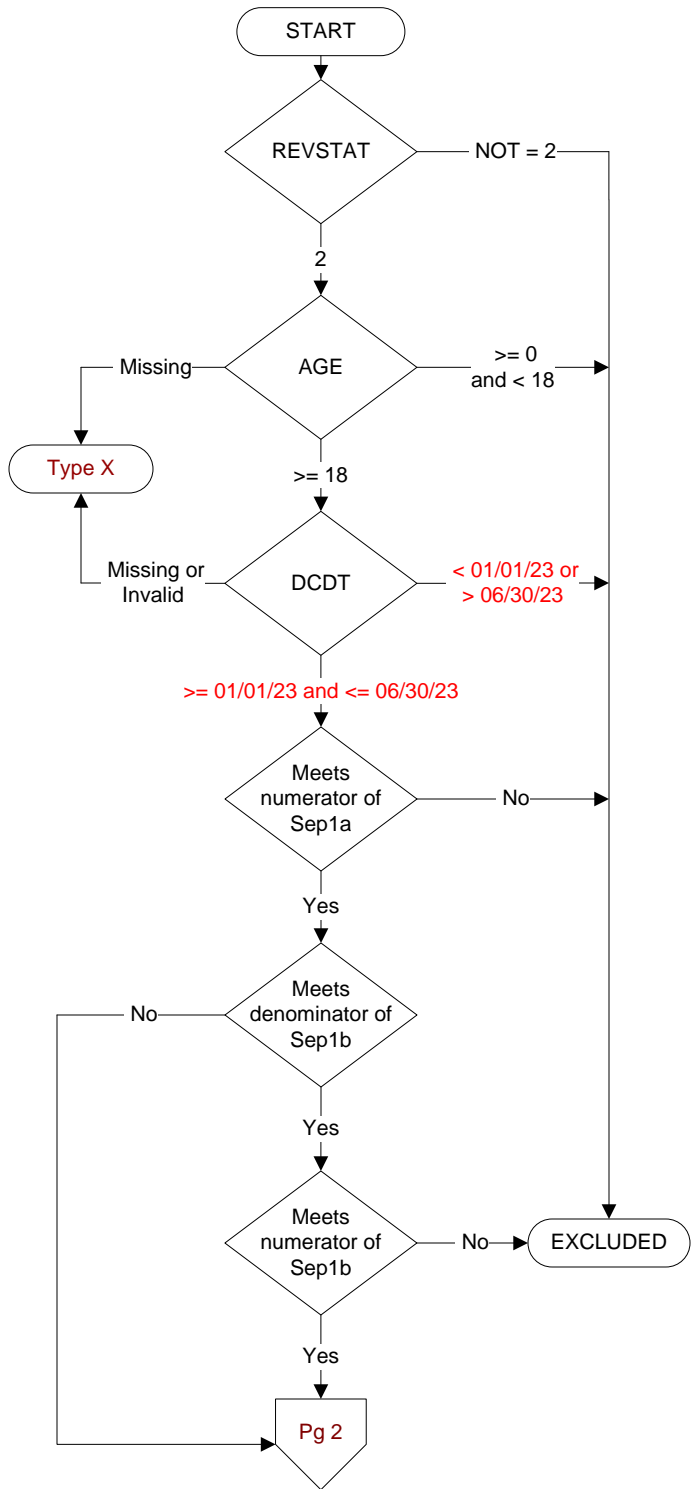 START
REVSTAT
NOT = 2
2
AGE
Missing
>= 0
and < 18
Type X
>= 18
Missing or
Invalid
DCDT
< 01/01/23 or
> 06/30/23
>= 01/01/23 and <= 06/30/23
Meets
numerator of
Sep1a
No
Yes
Meets
denominator of
Sep1b
No
Yes
Meets
numerator of
Sep1b
No
EXCLUDED
Yes
Pg 2